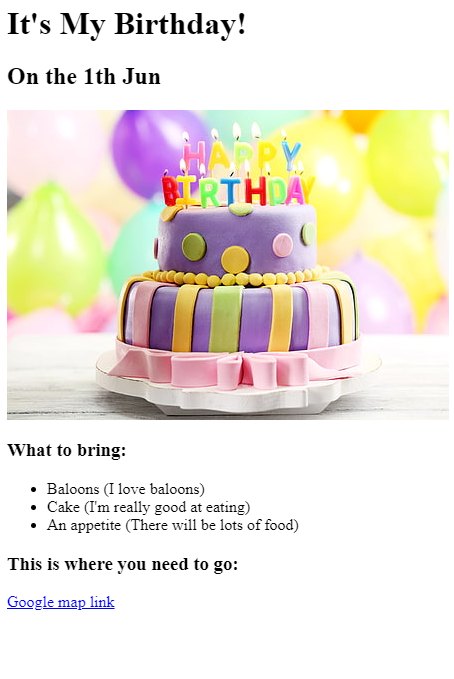 It's My Birthday!
On the 1th Jun
HAPPY
BIRTHDAY
What to bring:
Baloons (I love baloons)
Cake (I'm really good at eating)
An appetite (There will be lots of food)
This is where you need to go:
Google map link